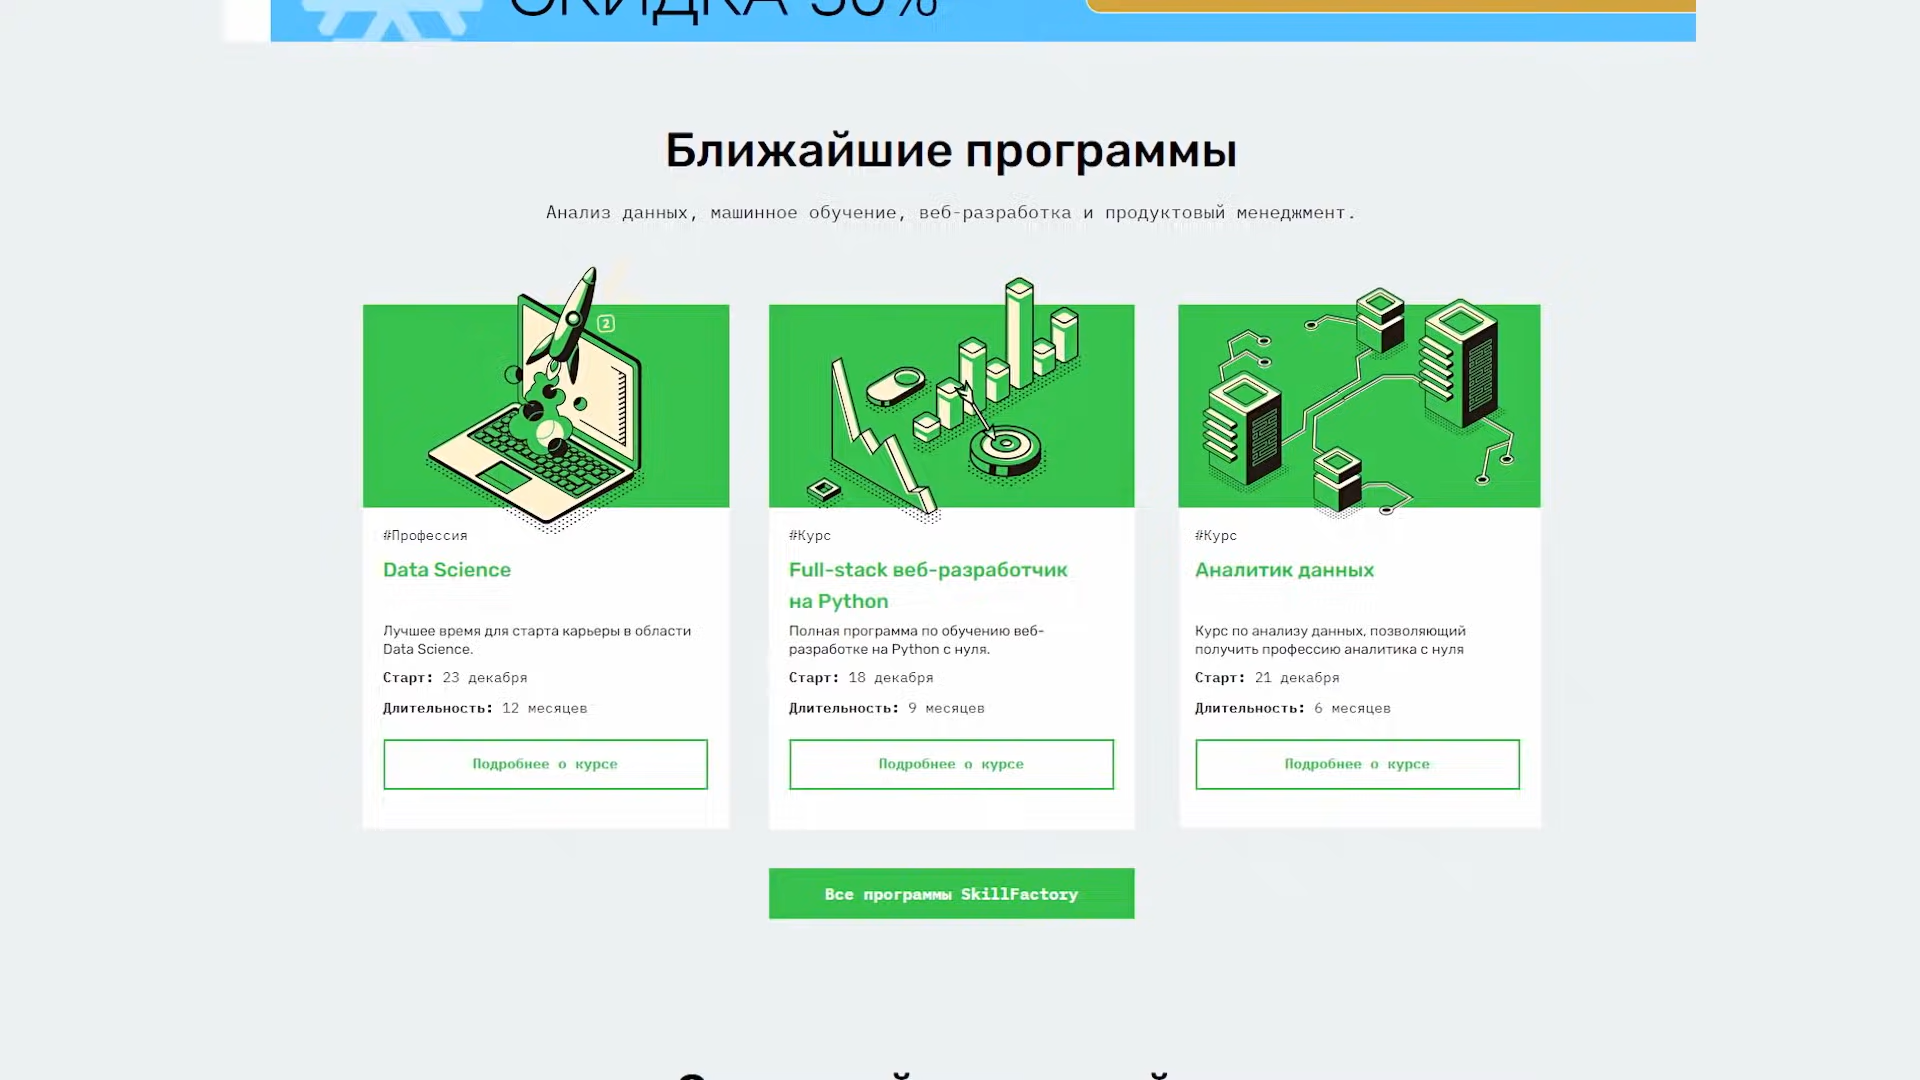 СКИДКА 50%
Ближайшие программы
Анализ данных, машинное обучение, веб-разработка и продуктовый менеджмент.
2
#Профессия
Data Science
Лучшее время для старта карьеры в области
Data Science.
Старт: 23 декабря
Длительность: 12 месяцев
Подробнее о курсе
#Курс
Full-stack веб-разработчик
на Python
Полная программа по обучению веб-
разработке на Python с нуля.
Старт: 18 декабря
Длительность: 9 месяцев
Подробнее о курсе
#Курс
Аналитик данных
Курс по анализу данных, позволяющий
получить профессию аналитика с нуля
Старт: 21 декабря
Длительность: 6 месяцев
Подробнее о курсе
Все программы SkillFactory